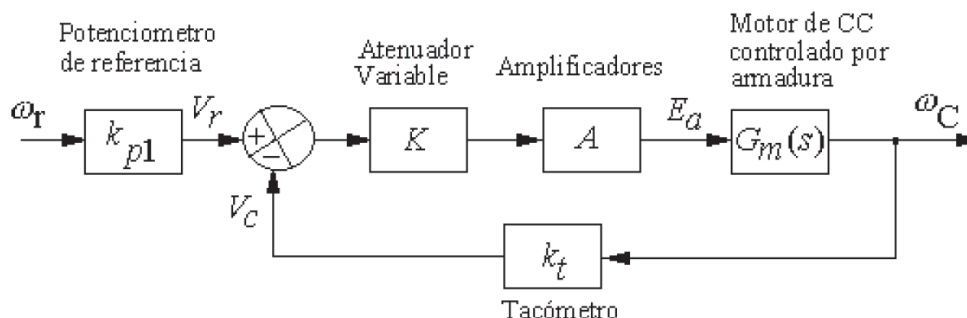 Potenciometro
de referencia
Atenuador
Variable
Amplificadores
Motor de CC
controlado por
armadura
ωr
k p1
Vr
+
−
K
A
Ea
Gm(s)
ωC
VC
kt
Tacómetro